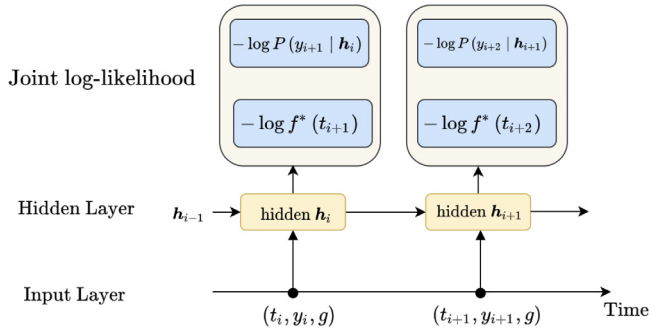 − log P (y_{i+1} | h_i)
− log P (y_{i+2} | h_{i+1})
Joint log-likelihood
− log f* (t_{i+1})
− log f* (t_{i+2})
Hidden Layer
h_{i−1}
hidden h_i
hidden h_{i+1}
Input Layer
Time
(t_i, y_i, g)
(t_{i+1}, y_{i+1}, g)